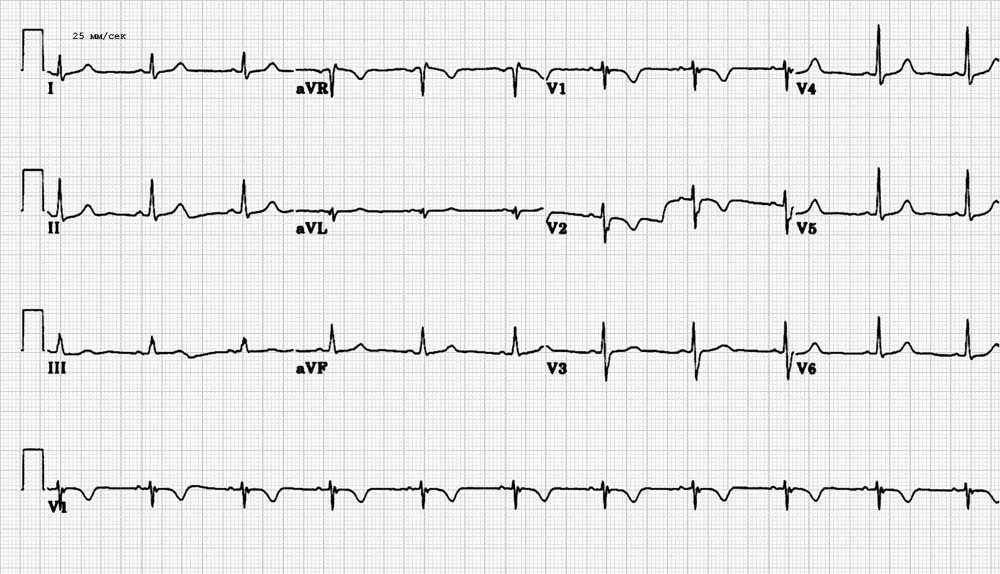 25 мм/сек
I aVR V1 V4
II aVL V2 V5
III aVF V3 V6
V1